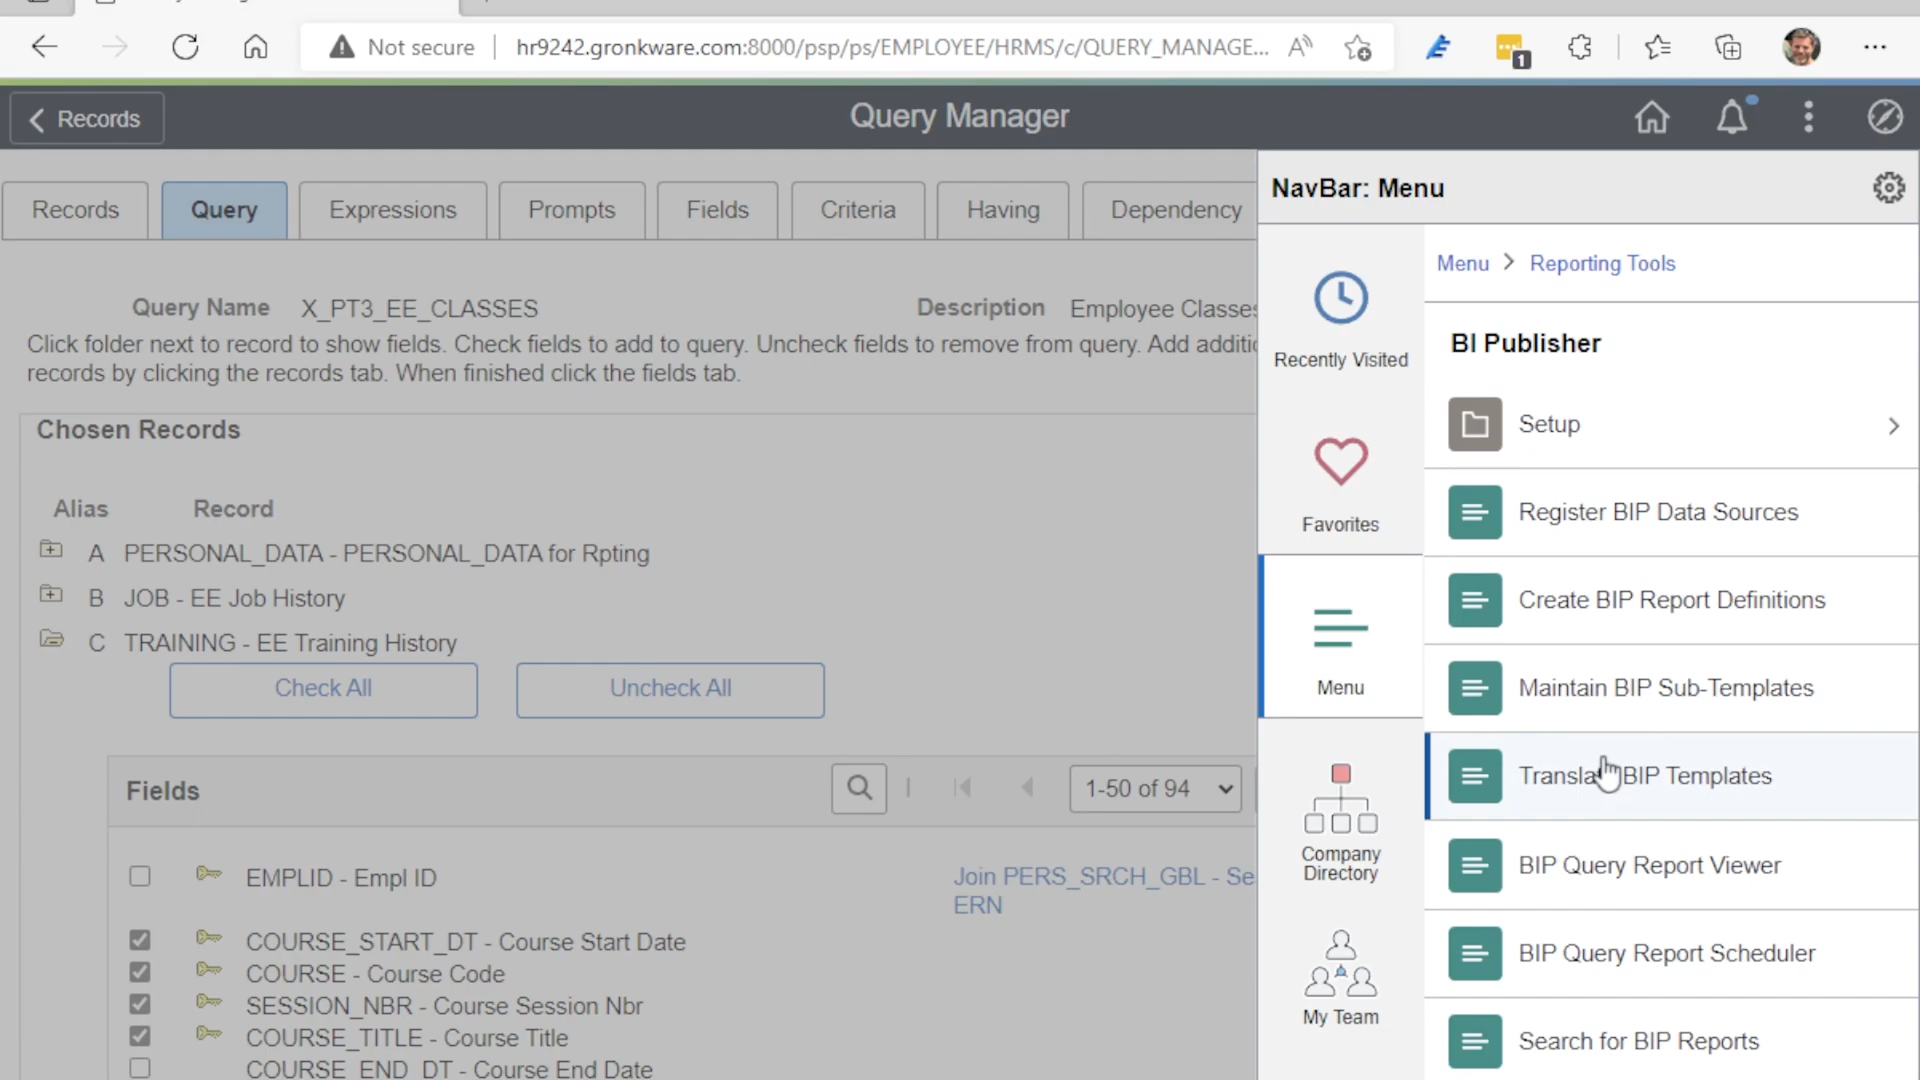 Not secure
hr9242.gronkware.com:8000/psp/ps/EMPLOYEE/HRMS/c/QUERY_MANAGE...
1
Records
Query Manager
Records
Query
Expressions
Prompts
Fields
Criteria
Having
Dependency
Query Name X_PT3_EE_CLASSES
Description Employee Classes
Click folder next to record to show fields. Check fields to add to query. Uncheck fields to remove from query. Add additio
records by clicking the records tab. When finished click the fields tab.
Chosen Records
Alias Record
A PERSONAL_DATA - PERSONAL_DATA for Rpting
B JOB - EE Job History
C TRAINING - EE Training History
Check All
Uncheck All
Fields
1-50 of 94
EMPLID - Empl ID
Join PERS_SRCH_GBL - Se
ERN
COURSE_START_DT - Course Start Date
COURSE - Course Code
SESSION_NBR - Course Session Nbr
COURSE_TITLE - Course Title
COURSE_END_DT - Course End Date
NavBar: Menu
Recently Visited
Favorites
Menu
Company
Directory
My Team
Menu > Reporting Tools
BI Publisher
Setup
Register BIP Data Sources
Create BIP Report Definitions
Maintain BIP Sub-Templates
Translate BIP Templates
BIP Query Report Viewer
BIP Query Report Scheduler
Search for BIP Reports